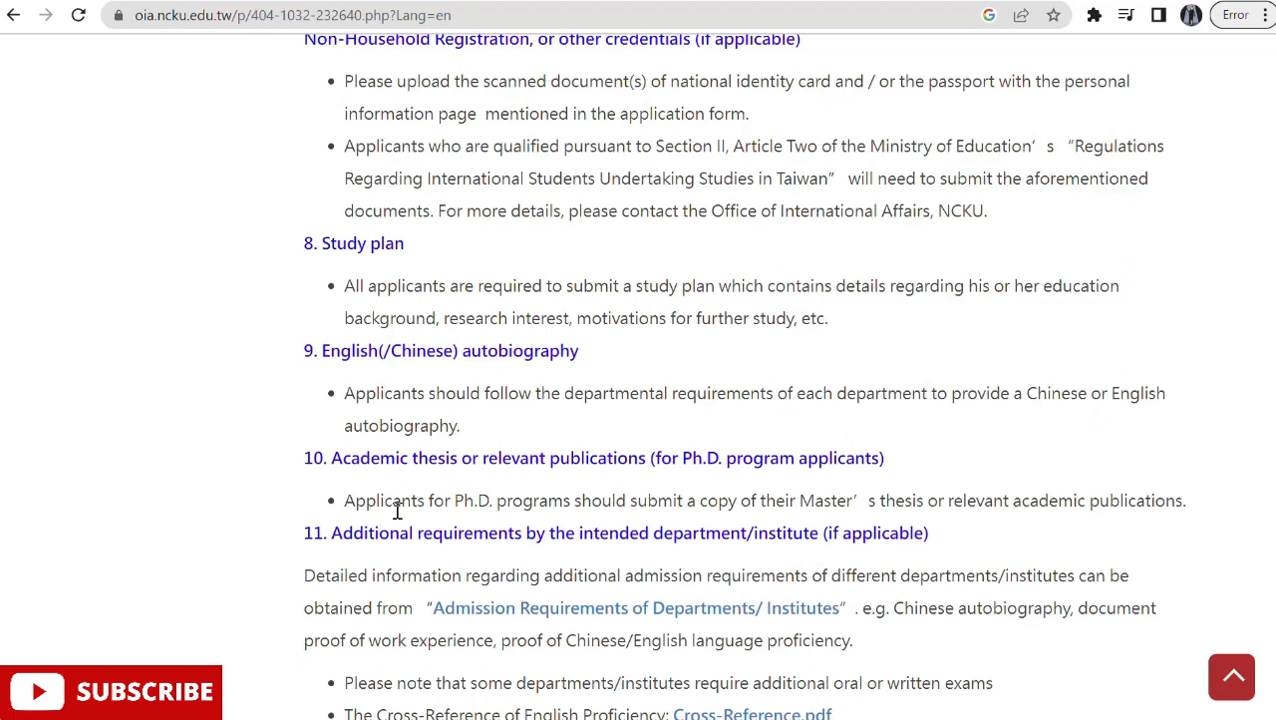 oia.ncku.edu.tw/p/404-1032-232640.php?Lang=en
Error
Non-Household Registration, or other credentials (if applicable)
• Please upload the scanned document(s) of national identity card and / or the passport with the personal
information page mentioned in the application form.
• Applicants who are qualified pursuant to Section II, Article Two of the Ministry of Education’ s “Regulations
Regarding International Students Undertaking Studies in Taiwan” will need to submit the aforementioned
documents. For more details, please contact the Office of International Affairs, NCKU.
8. Study plan
• All applicants are required to submit a study plan which contains details regarding his or her education
background, research interest, motivations for further study, etc.
9. English(/Chinese) autobiography
• Applicants should follow the departmental requirements of each department to provide a Chinese or English
autobiography.
10. Academic thesis or relevant publications (for Ph.D. program applicants)
• Applicants for Ph.D. programs should submit a copy of their Master’ s thesis or relevant academic publications.
11. Additional requirements by the intended department/institute (if applicable)
Detailed information regarding additional admission requirements of different departments/institutes can be
obtained from “Admission Requirements of Departments/ Institutes” . e.g. Chinese autobiography, document
proof of work experience, proof of Chinese/English language proficiency.
• Please note that some departments/institutes require additional oral or written exams
• The Cross-Reference of English Proficiency: Cross-Reference.pdf
SUBSCRIBE